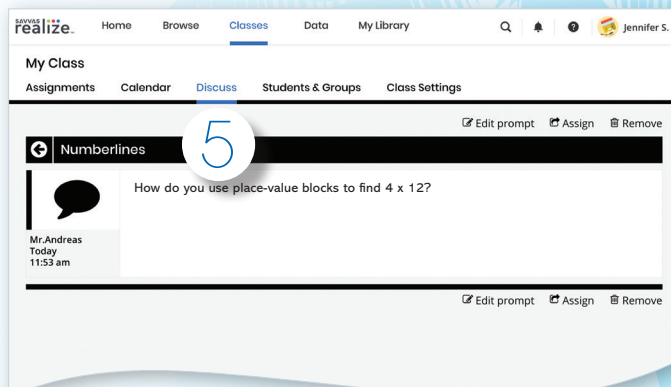 SAVVAS
realize™ Home Browse Classes Data My Library Jennifer S.
My Class
Assignments Calendar Discuss Students & Groups Class Settings
Edit prompt Assign Remove
Numberlines
5
How do you use place-value blocks to find 4 x 12?
Mr.Andreas
Today
11:53 am
Edit prompt Assign Remove